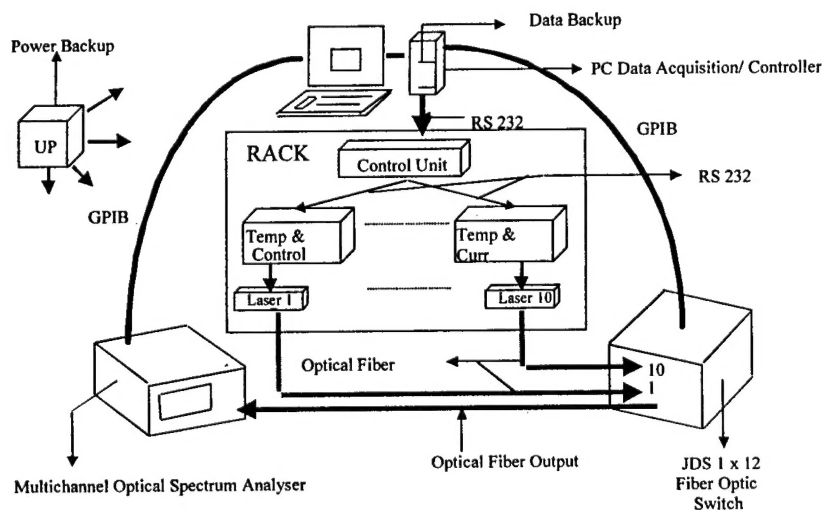 Data Backup
Power Backup
PC Data Acquisition/ Controller
UP
RS 232
GPIB
RACK
Control Unit
RS 232
GPIB
Temp &
Control
Temp &
Curr
Laser 1
Laser 10
Optical Fiber
10
1
Optical Fiber Output
JDS 1 x 12
Fiber Optic
Switch
Multichannel Optical Spectrum Analyser